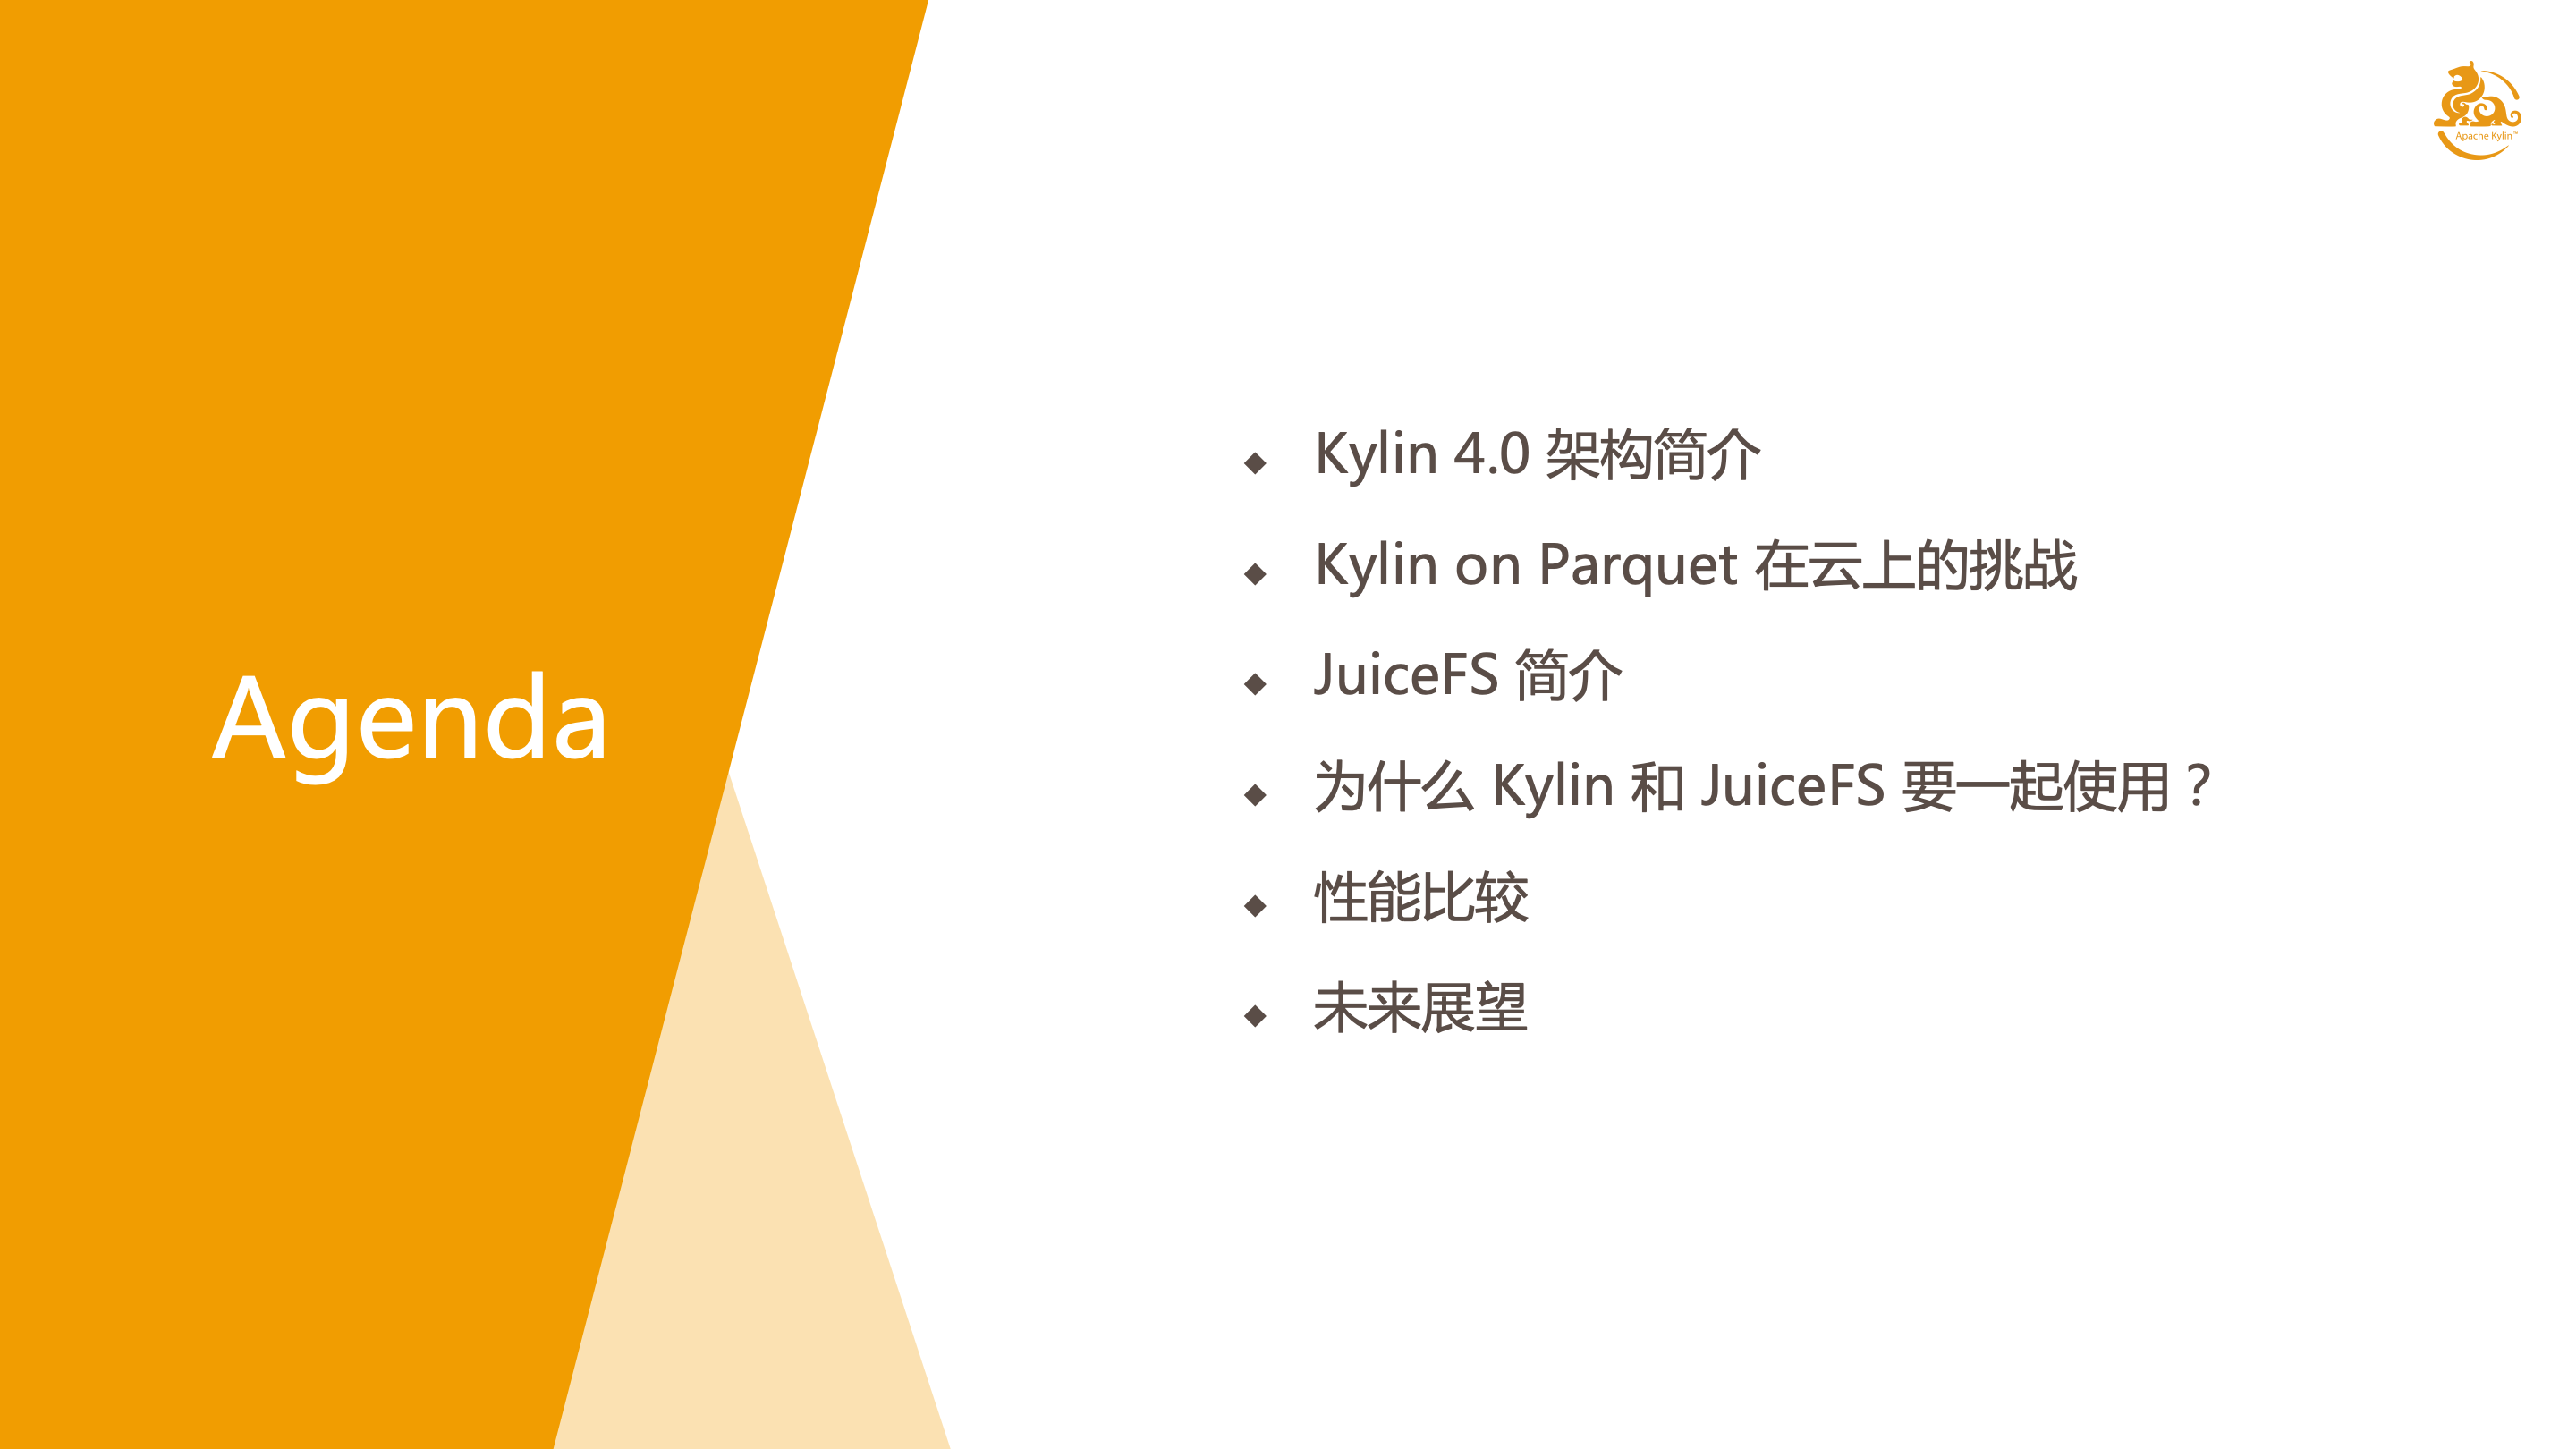 Apache Kylin™
Agenda
Kylin 4.0 架构简介
Kylin on Parquet 在云上的挑战
JuiceFS 简介
为什么 Kylin 和 JuiceFS 要一起使用？
性能比较
未来展望